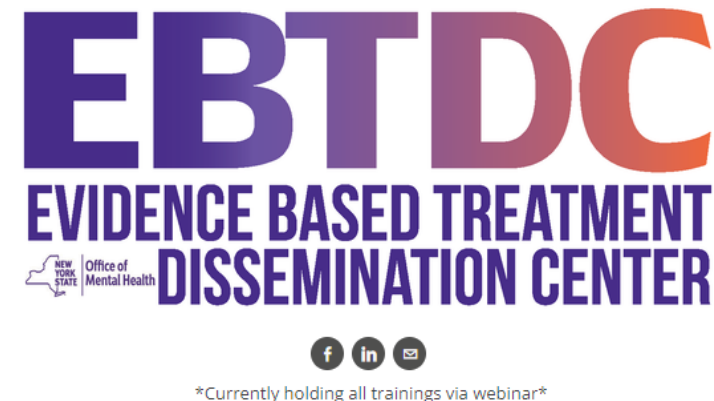 EBTDC
EVIDENCE BASED TREATMENT
NEW
YORK
STATE
Office of
Mental Health
DISSEMINATION CENTER
f in
*Currently holding all trainings via webinar*